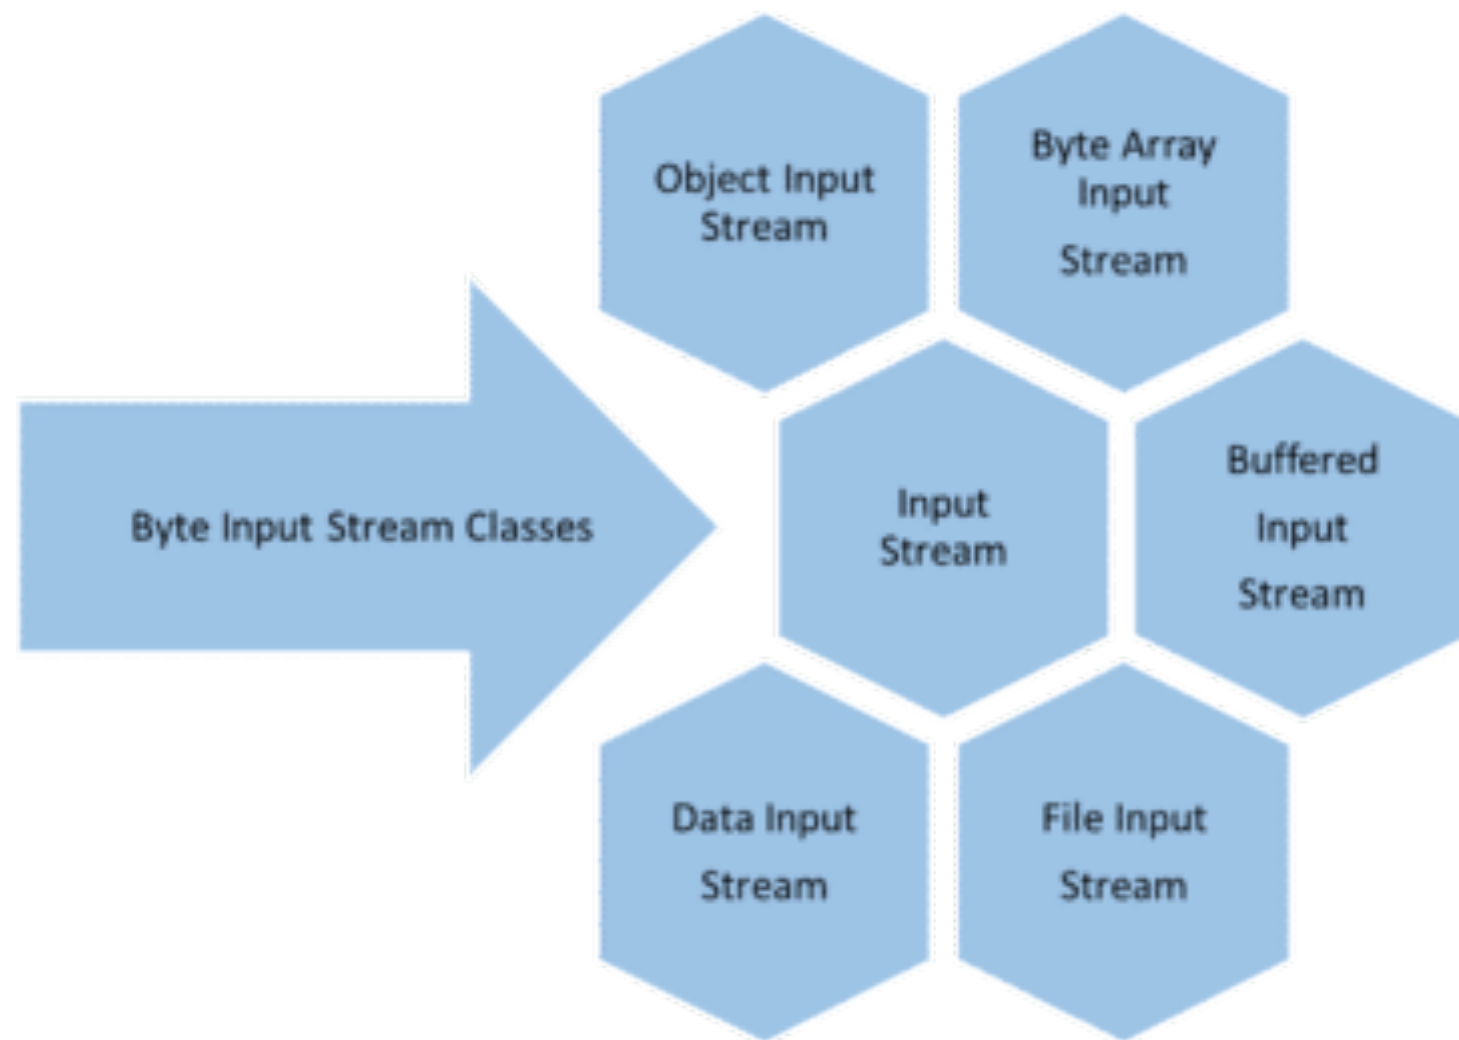 Object Input
Stream
Byte Array
Input
Stream
Byte Input Stream Classes
Input
Stream
Buffered
Input
Stream
Data Input
Stream
File Input
Stream